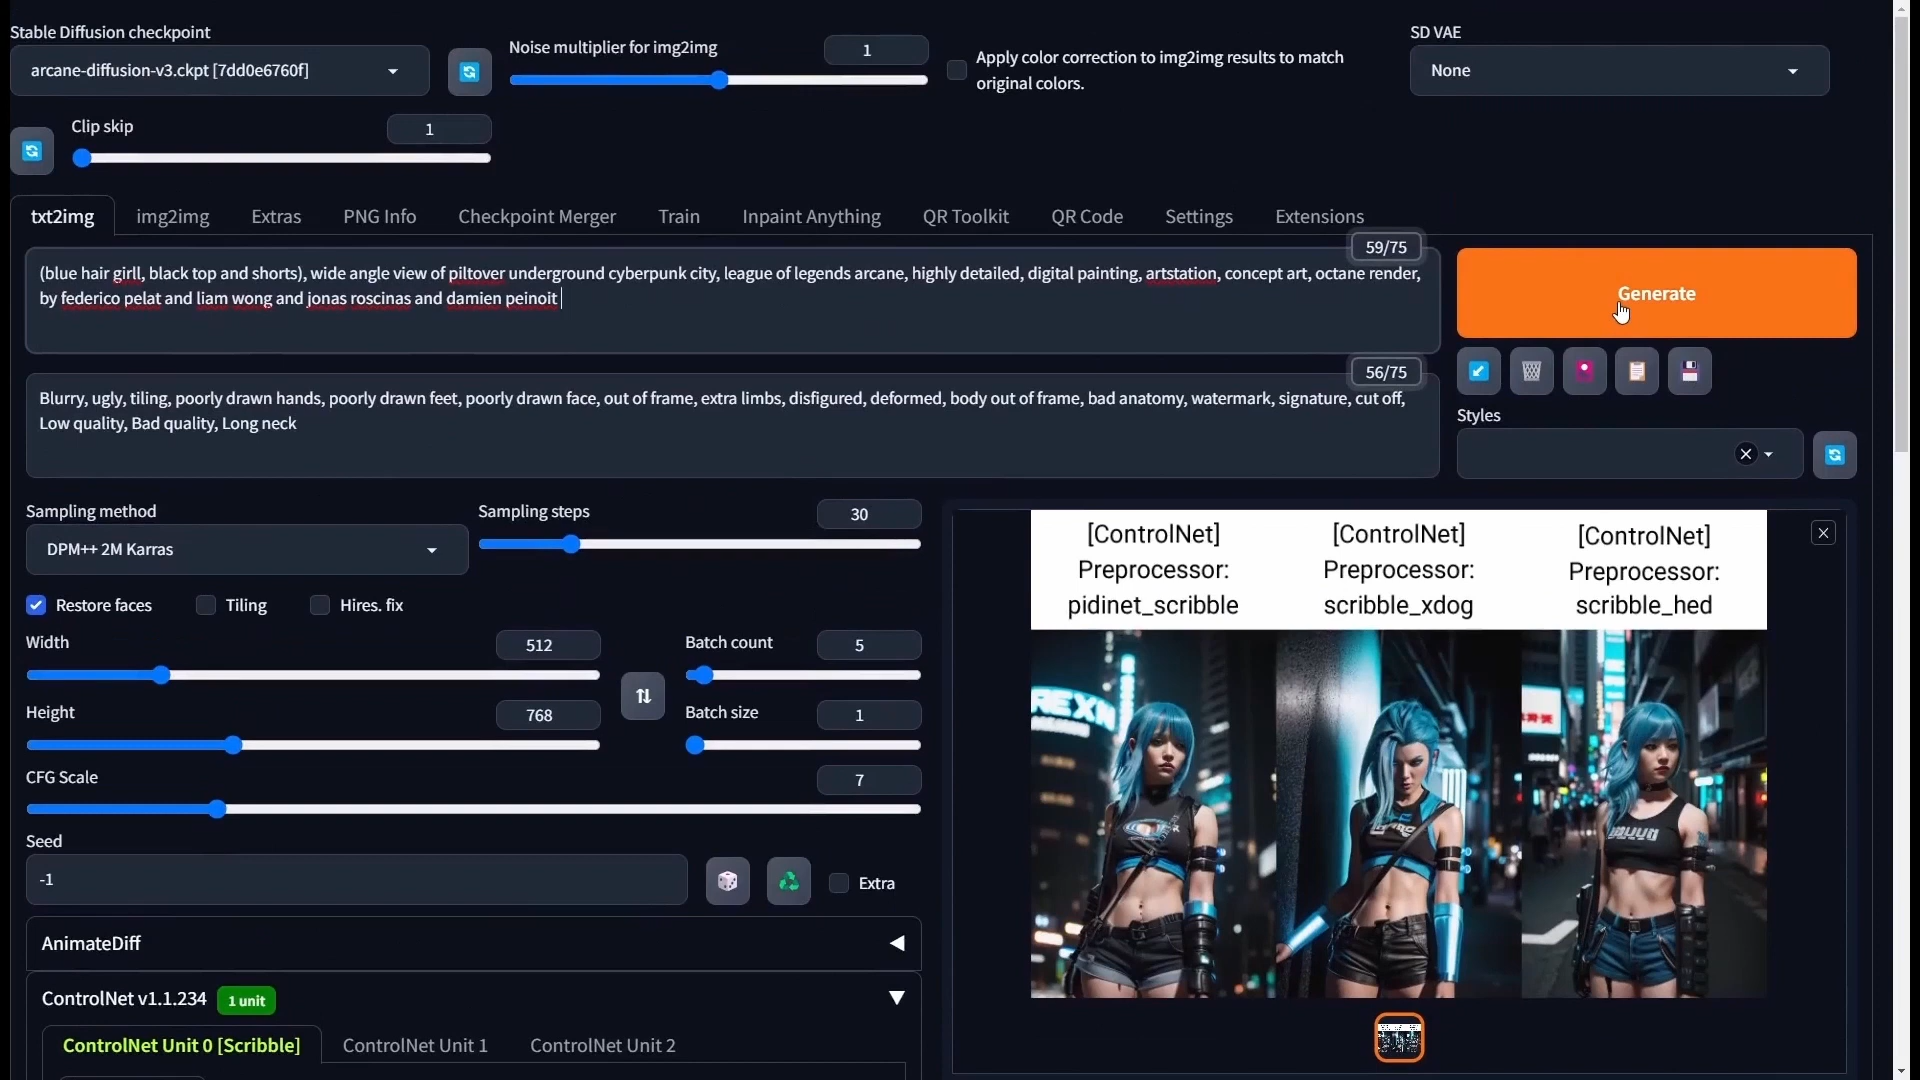 Stable Diffusion checkpoint
arcane-diffusion-v3.ckpt [7dd0e6760f]
Noise multiplier for img2img
1
Apply color correction to img2img results to match
original colors.
SD VAE
None
Clip skip
1
txt2img
img2img
Extras
PNG Info
Checkpoint Merger
Train
Inpaint Anything
QR Toolkit
QR Code
Settings
Extensions
59/75
(blue hair girll, black top and shorts), wide angle view of piltover underground cyberpunk city, league of legends arcane, highly detailed, digital painting, artstation, concept art, octane render,
by federico pelat and liam wong and jonas roscinas and damien peinoit
Generate
56/75
Blurry, ugly, tiling, poorly drawn hands, poorly drawn feet, poorly drawn face, out of frame, extra limbs, disfigured, deformed, body out of frame, bad anatomy, watermark, signature, cut off,
Low quality, Bad quality, Long neck
Styles
Sampling method
DPM++ 2M Karras
Sampling steps
30
Restore faces
Tiling
Hires. fix
Width
512
Batch count
5
Height
768
Batch size
1
CFG Scale
7
Seed
-1
Extra
AnimateDiff
ControlNet v1.1.234
1 unit
ControlNet Unit 0 [Scribble]
ControlNet Unit 1
ControlNet Unit 2
[ControlNet]
Preprocessor:
pidinet_scribble
[ControlNet]
Preprocessor:
scribble_xdog
[ControlNet]
Preprocessor:
scribble_hed